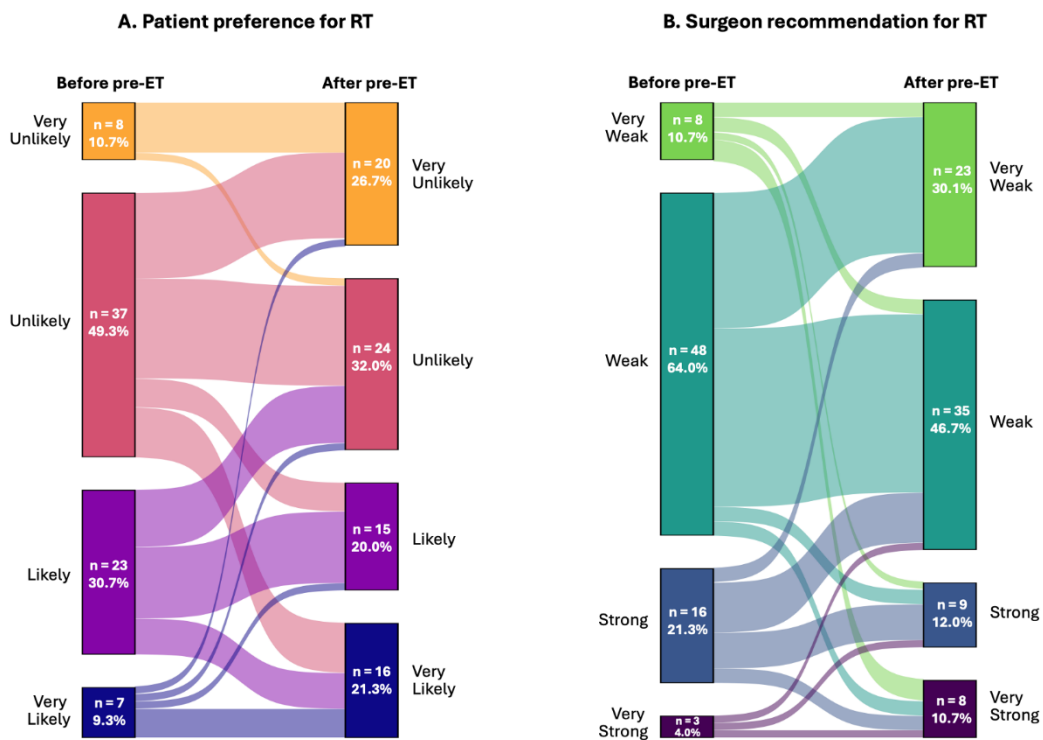 A. Patient preference for RT
Before pre-ET
After pre-ET
Very
Unlikely
n = 8
10.7%
n = 20
26.7%
Very
Unlikely
Unlikely
n = 37
49.3%
n = 24
32.0%
Unlikely
Likely
n = 23
30.7%
n = 15
20.0%
Likely
Very
Likely
n = 7
9.3%
n = 16
21.3%
Very
Likely
B. Surgeon recommendation for RT
Before pre-ET
After pre-ET
Very
Weak
n = 8
10.7%
n = 23
30.1%
Very
Weak
Weak
n = 48
64.0%
n = 35
46.7%
Weak
Strong
n = 16
21.3%
n = 9
12.0%
Strong
Very
Strong
n = 3
4.0%
n = 8
10.7%
Very
Strong